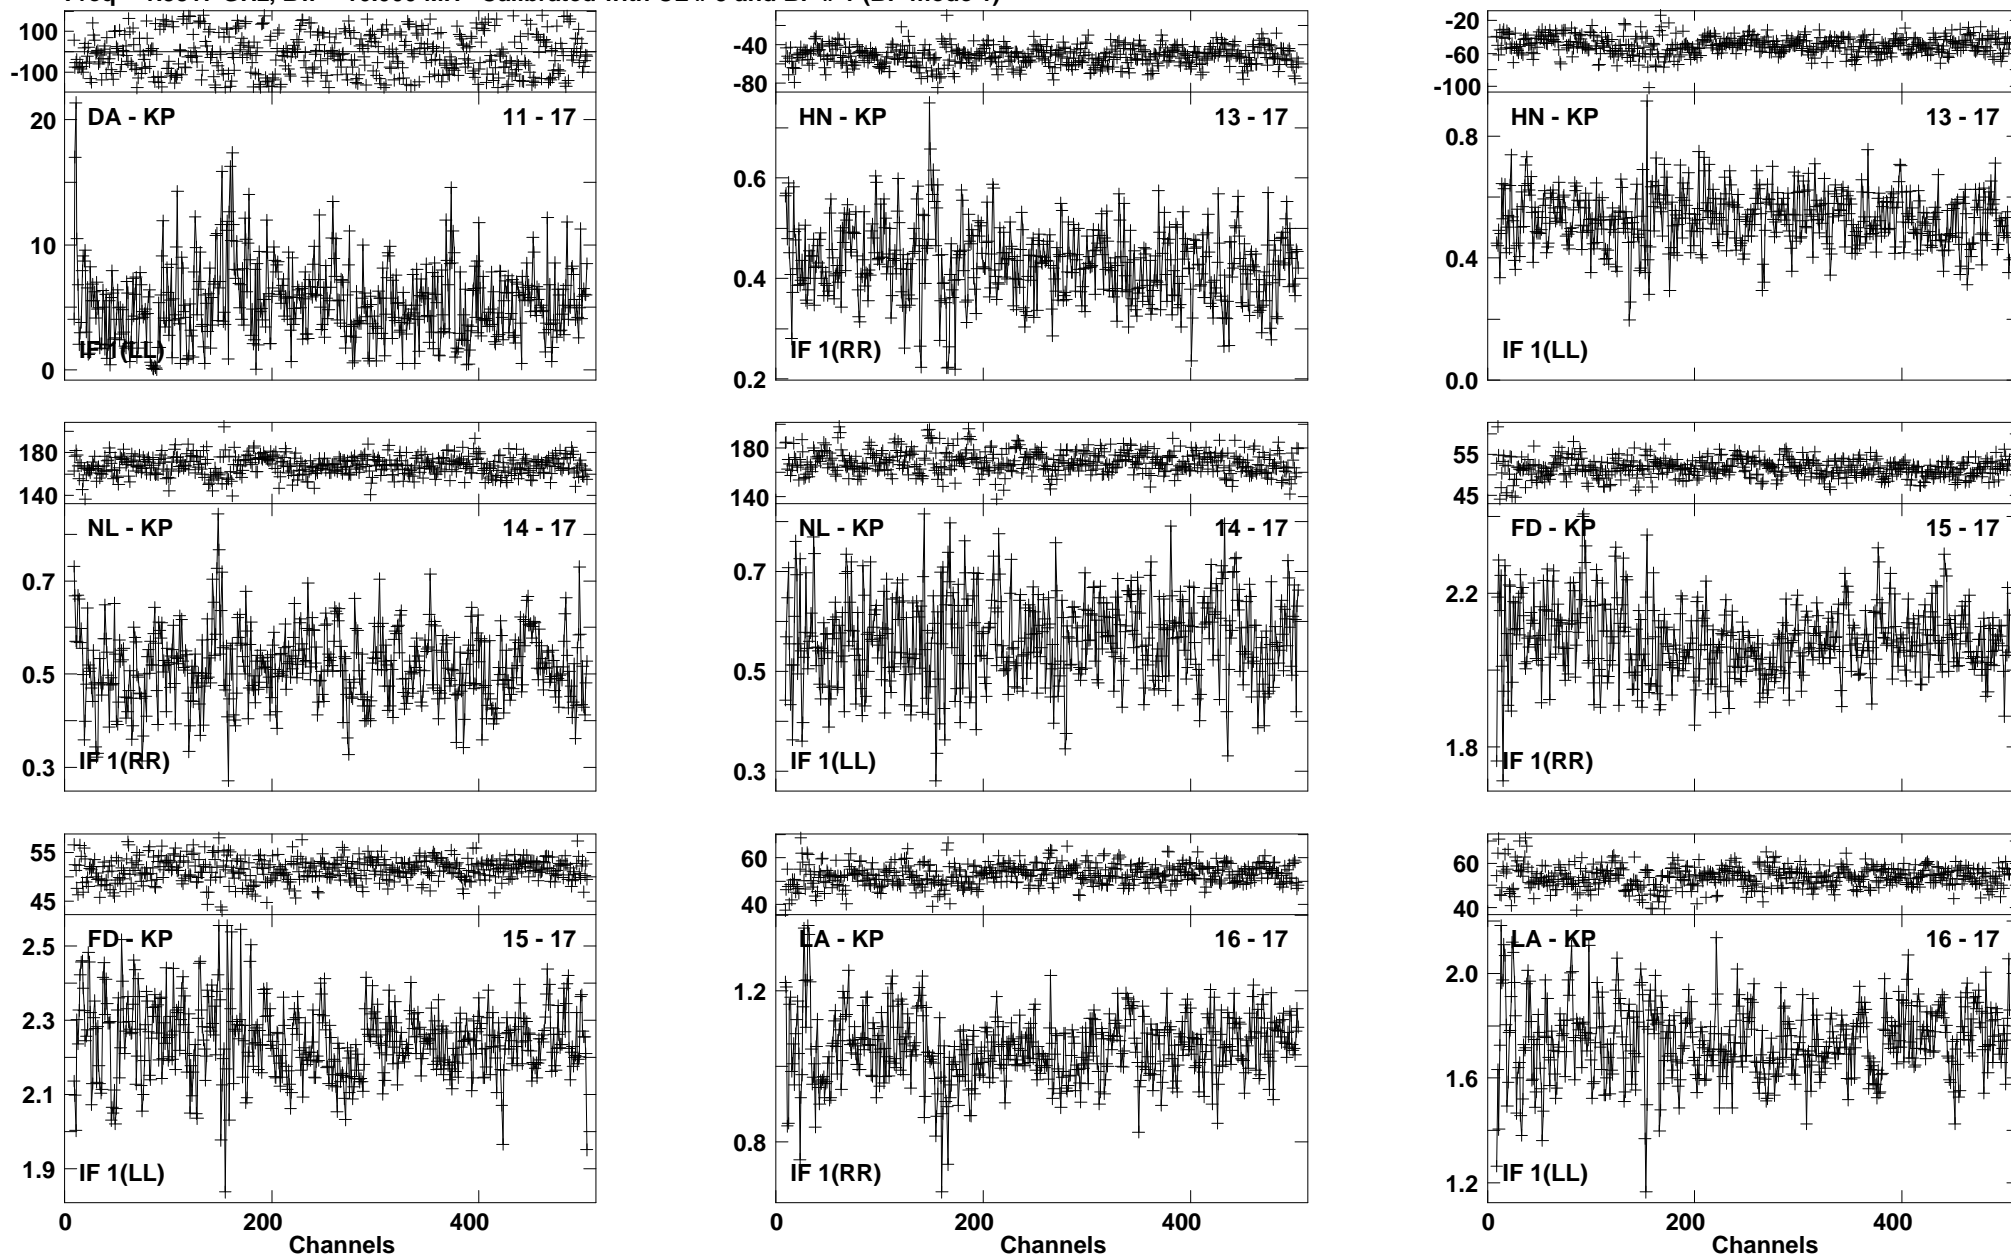 100
-100
DA - KP 11 - 17
20
10
0
IF 1(LL)
-40
-80
HN - KP 13 - 17
0.6
0.4
0.2
IF 1(RR)
-20
-60
-100
HN - KP 13 - 17
0.8
0.4
0.0
IF 1(LL)
180
140
NL - KP 14 - 17
0.7
0.5
0.3
IF 1(RR)
180
140
NL - KP 14 - 17
0.7
0.5
0.3
IF 1(LL)
55
45
FD - KP 15 - 17
2.2
1.8
IF 1(RR)
55
45
FD - KP 15 - 17
2.5
2.3
2.1
1.9
IF 1(LL)
0 200 400
Channels
60
40
LA - KP 16 - 17
1.2
0.8
IF 1(RR)
0 200 400
Channels
60
40
LA - KP 16 - 17
2.0
1.6
1.2
IF 1(LL)
0 200 400
Channels